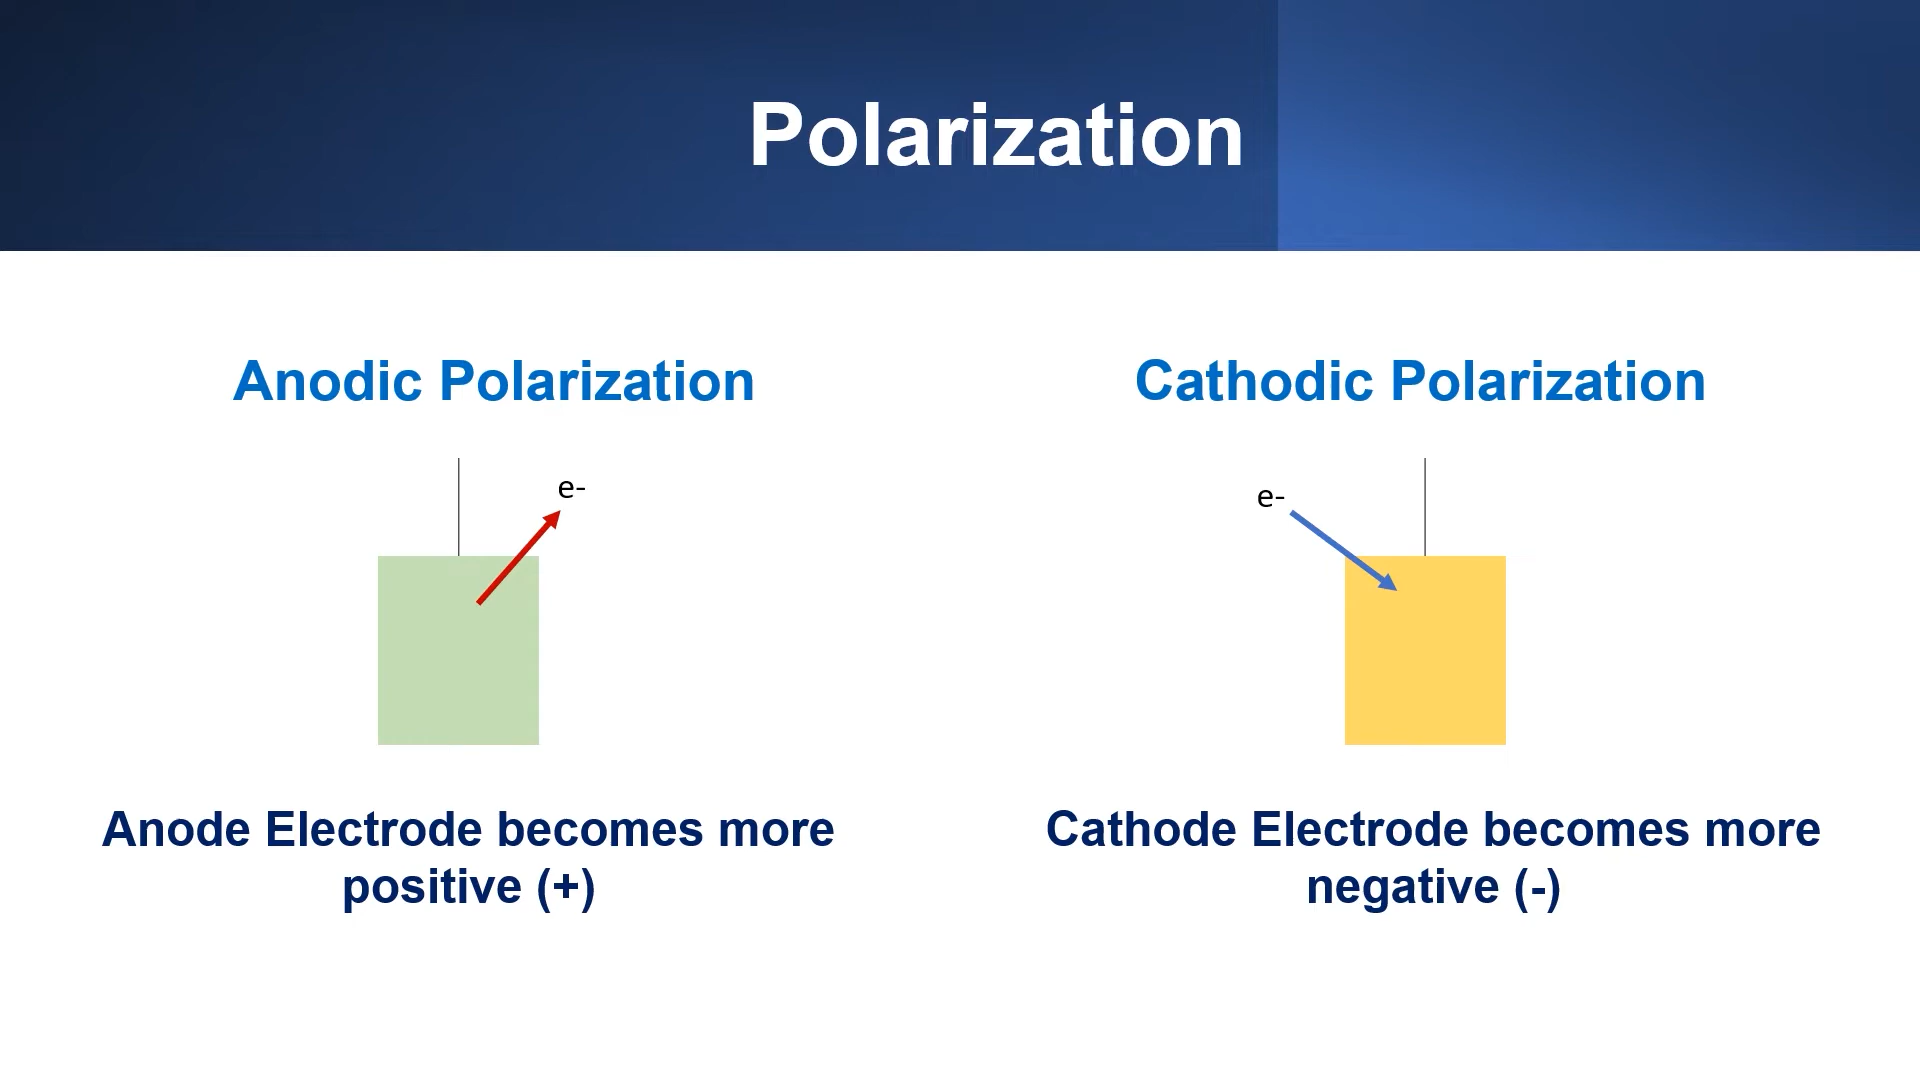 Polarization
Anodic Polarization
Cathodic Polarization
e-
e-
Anode Electrode becomes more
positive (+)
Cathode Electrode becomes more
negative (-)